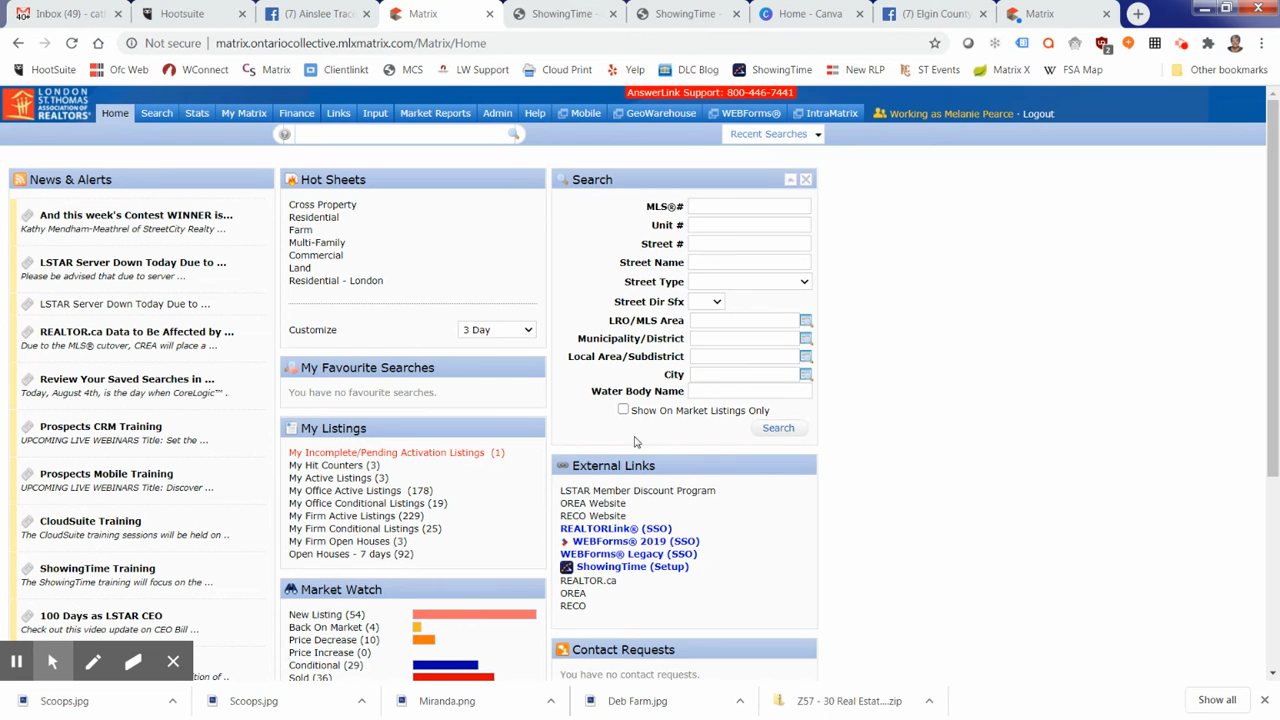 Inbox (49) - cat
Hootsuite
(7) Ainslee Trace
Matrix
ShowingTime -
ShowingTime -
Home - Canva
(7) Elgin County
Matrix
Not secure
matrix.ontariocollective.mlxmatrix.com/Matrix/Home
HootSuite
Ofc Web
WConnect
Matrix
Clientlinkt
MCS
LW Support
Cloud Print
Yelp
DLC Blog
ShowingTime
New RLP
ST Events
Matrix X
FSA Map
Other bookmarks
AnswerLink Support: 800-446-7441
LONDON
ST.THOMAS
ASSOCIATION OF
REALTORS®
Home Search Stats My Matrix Finance Links Input Market Reports Admin Help Mobile GeoWarehouse WEBForms® IntraMatrix Working as Melanie Pearce · Logout
Recent Searches
News & Alerts
And this week's Contest WINNER is...
Kathy Mendham-Meathrel of StreetCity Realty ...
LSTAR Server Down Today Due to ...
Please be advised that due to server ...
LSTAR Server Down Today Due to ...
REALTOR.ca Data to Be Affected by ...
Due to the MLS® cutover, CREA will place a ...
Review Your Saved Searches in ...
Today, August 4th, is the day when CoreLogic™ ...
Prospects CRM Training
UPCOMING LIVE WEBINARS Title: Set the ...
Prospects Mobile Training
UPCOMING LIVE WEBINARS Title: Discover ...
CloudSuite Training
The CloudSuite training sessions will be held on ...
ShowingTime Training
The ShowingTime training will focus on the ...
100 Days as LSTAR CEO
Check out this video update on CEO Bill ...
Hot Sheets
Cross Property
Residential
Farm
Multi-Family
Commercial
Land
Residential - London
Customize
3 Day
My Favourite Searches
You have no favourite searches.
My Listings
My Incomplete/Pending Activation Listings (1)
My Hit Counters (3)
My Active Listings (3)
My Office Active Listings (178)
My Office Conditional Listings (19)
My Firm Active Listings (229)
My Firm Conditional Listings (25)
My Firm Open Houses (3)
Open Houses - 7 days (92)
Market Watch
New Listing (54)
Back On Market (4)
Price Decrease (10)
Price Increase (0)
Conditional (29)
Sold (36)
Search
MLS®#
Unit #
Street #
Street Name
Street Type
Street Dir Sfx
LRO/MLS Area
Municipality/District
Local Area/Subdistrict
City
Water Body Name
Show On Market Listings Only
Search
External Links
LSTAR Member Discount Program
OREA Website
RECO Website
REALTORLink® (SSO)
WEBForms® 2019 (SSO)
WEBForms® Legacy (SSO)
ShowingTime (Setup)
REALTOR.ca
OREA
RECO
Contact Requests
You have no contact requests.
Scoops.jpg
Scoops.jpg
Miranda.png
Deb Farm.jpg
Z57 - 30 Real Estat....zip
Show all